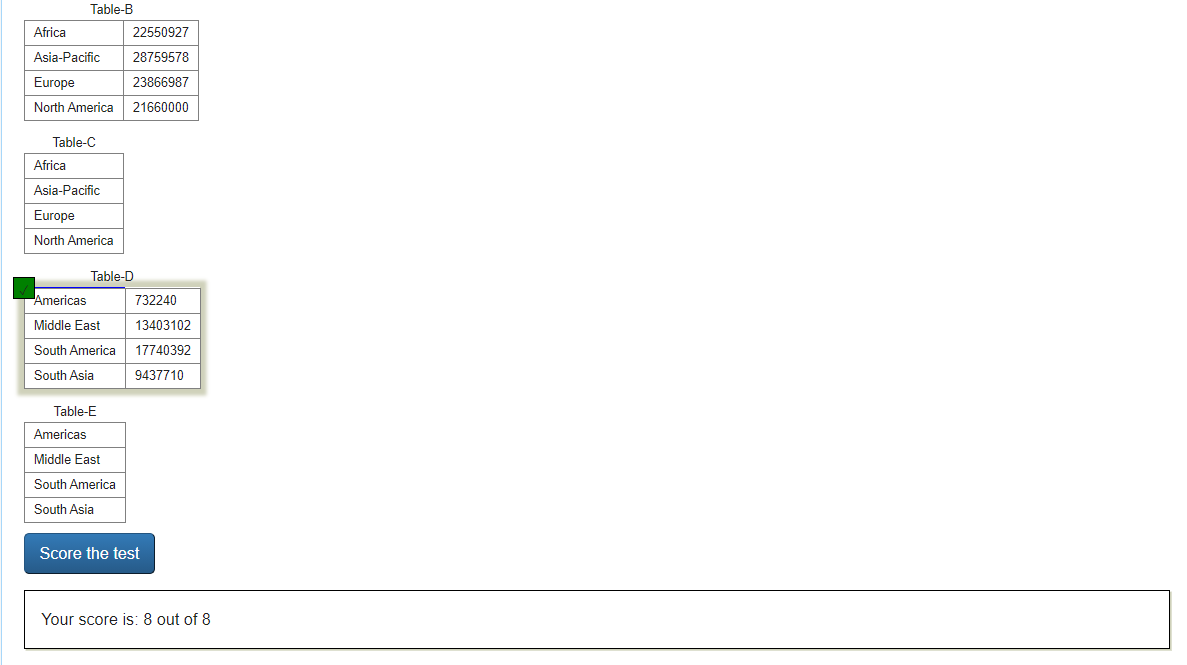 Table-B
Africa 22550927
Asia-Pacific 28759578
Europe 23866987
North America 21660000
Table-C
Africa
Asia-Pacific
Europe
North America
Table-D
Americas 732240
Middle East 13403102
South America 17740392
South Asia 9437710
Table-E
Americas
Middle East
South America
South Asia
Score the test
Your score is: 8 out of 8